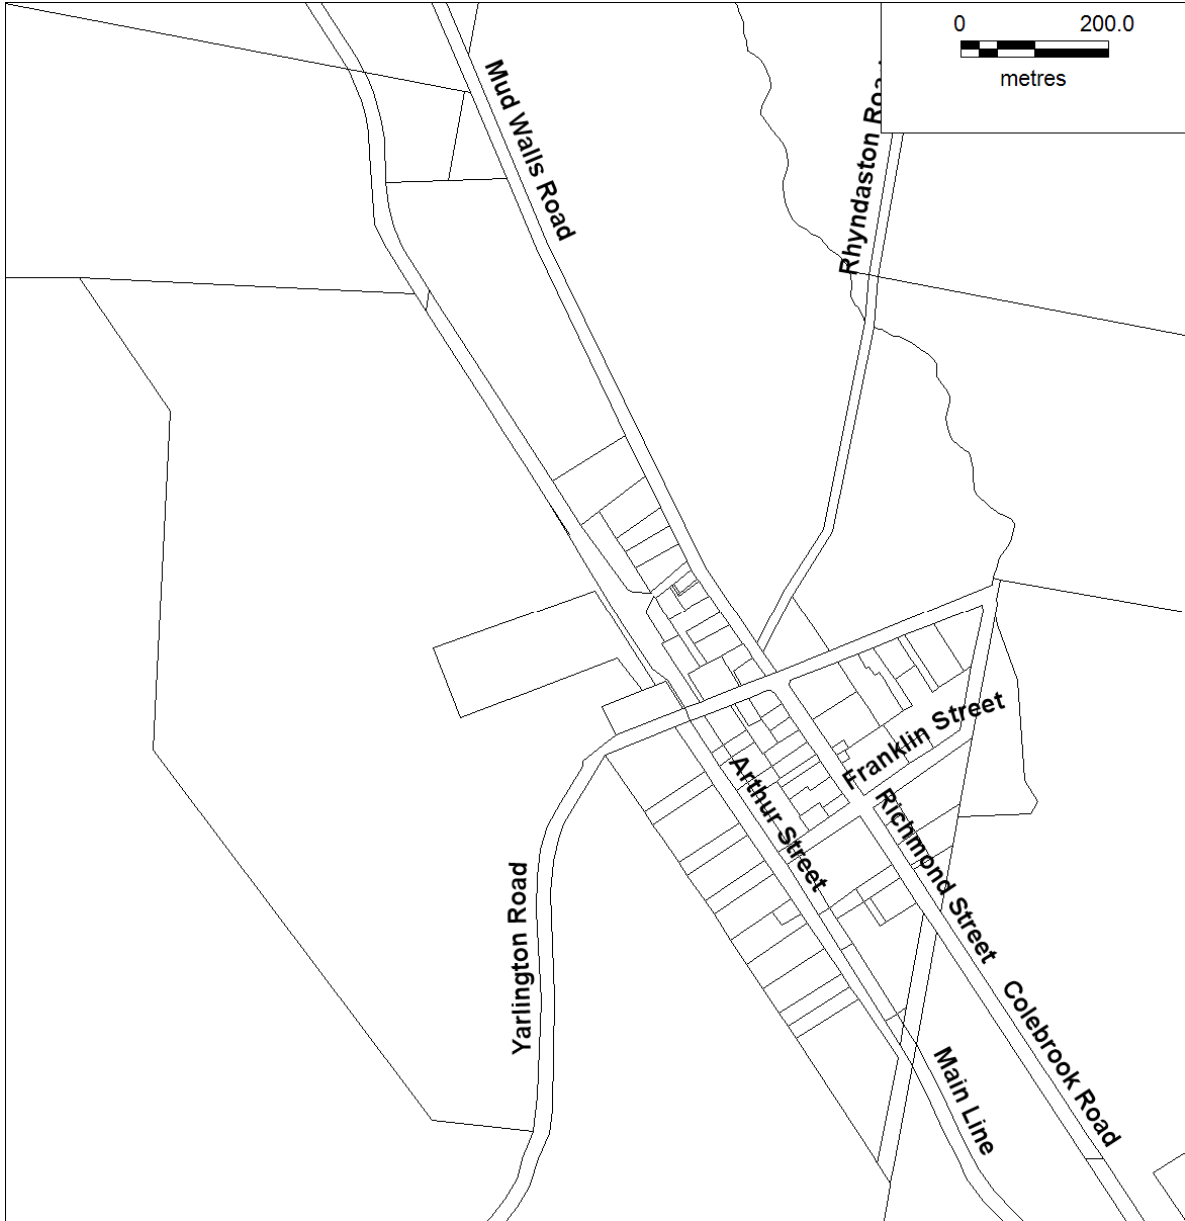 0 200.0
metres
Mud Walls Road
Rhyndaston
Franklin Street
Arthur Street
Richmond Street
Yarlington Road
Colebrook Road
Main Line